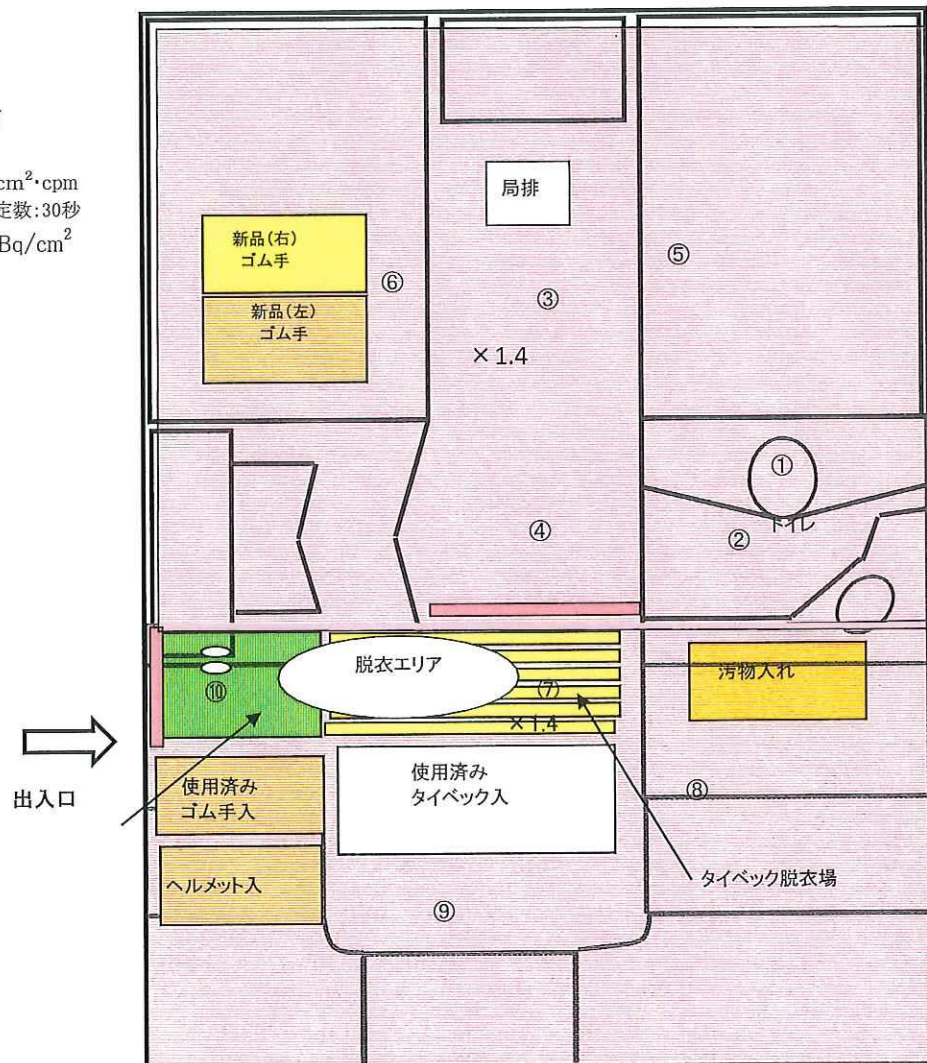 cm²・cpm
定数:30秒
Bq/cm²
局排
新品(右)
ゴム手
新品(左)
ゴム手
⑥
③
⑤
×1.4
①
トイレ
④
②
脱衣エリア
⑩
⑺
×1.4
汚物入れ
出入口
使用済み
ゴム手入
使用済み
タイベック入
⑧
ヘルメット入
タイベック脱衣場
⑨